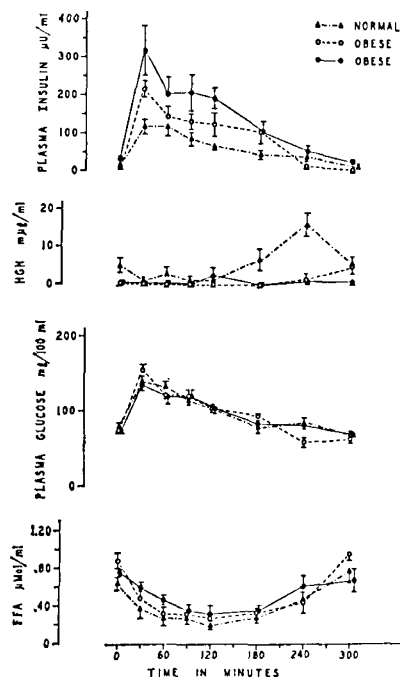 NORMAL
OBESE
OBESE
PLASMA INSULIN µU/ml
400
300
200
100
0
HGH mµg/ml
20
10
0
PLASMA GLUCOSE mg/100 ml
200
100
0
FFA µMol/ml
1.20
.80
.40
0
0 60 120 180 240 300
TIME IN MINUTES